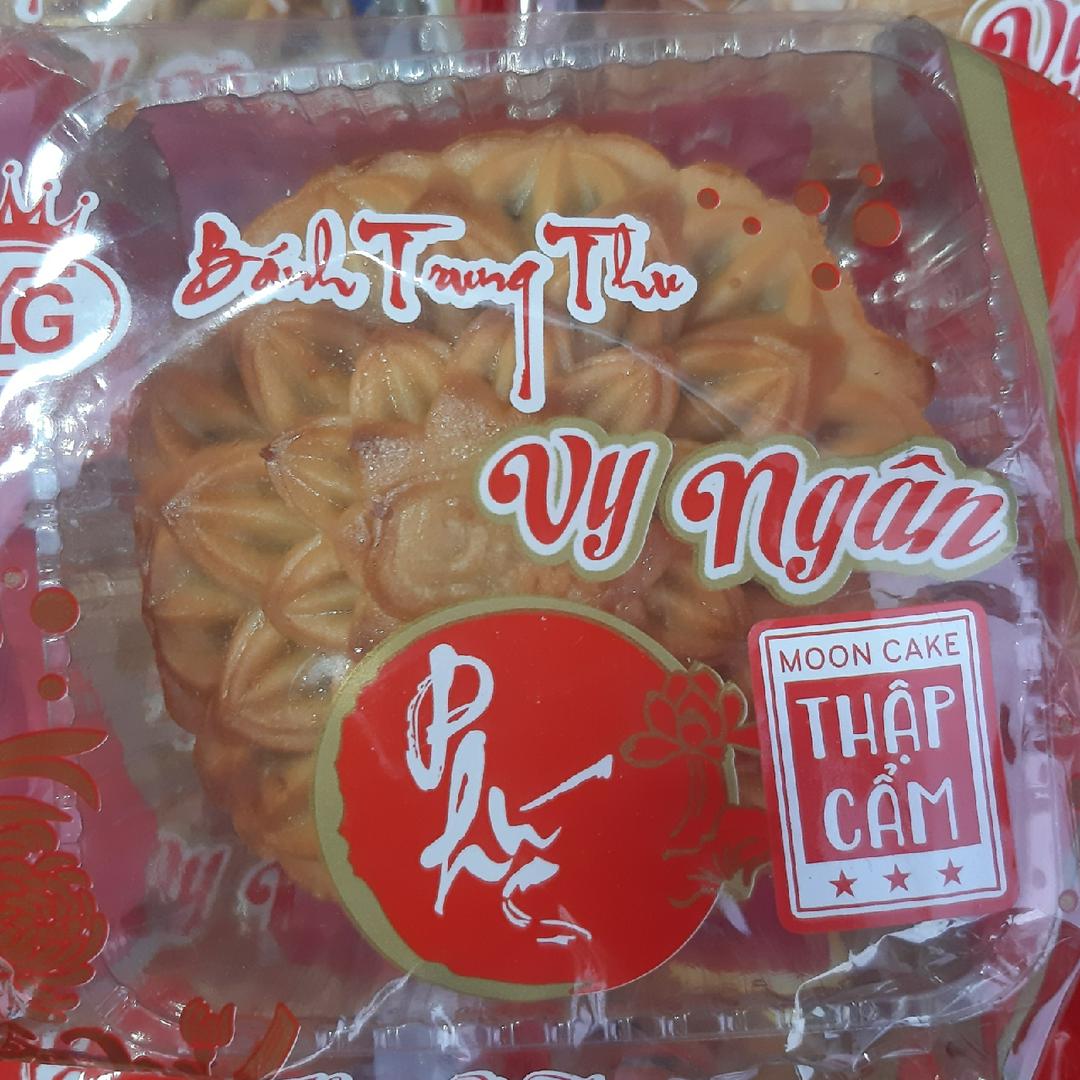 Bánh Trung Thu
Vy Ngân
Phúc
MOON CAKE
THẬP
CẨM